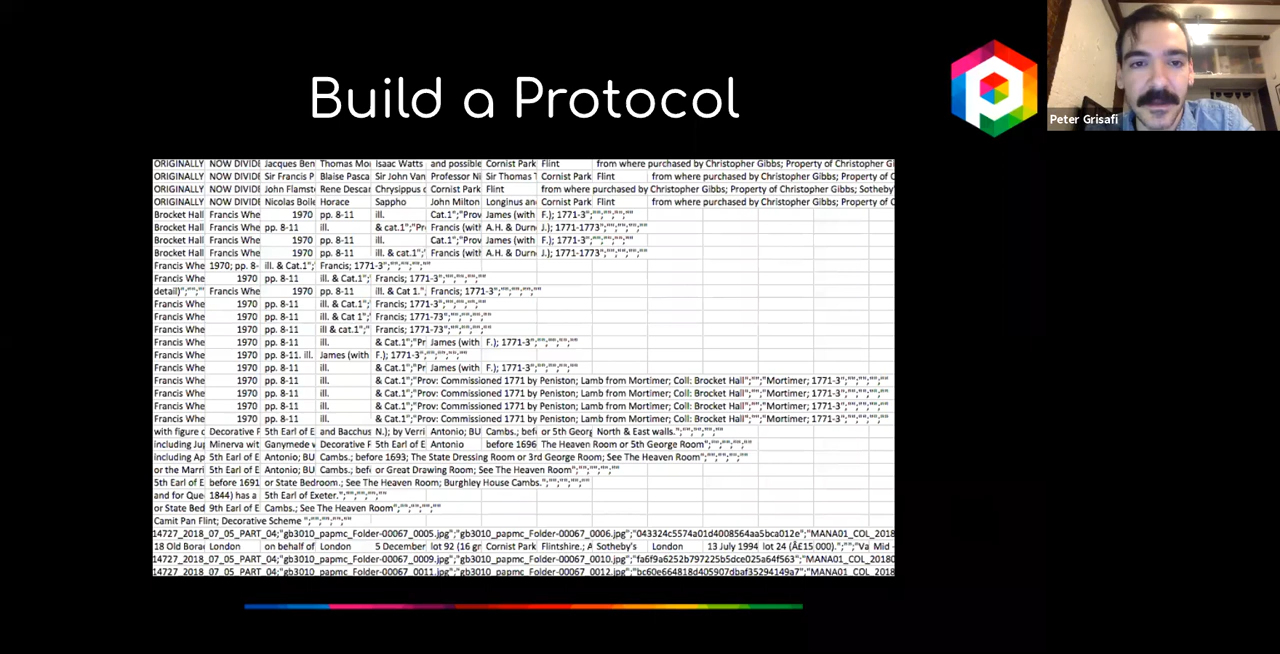 Build a Protocol
Peter Grisafi
ORIGINALLY NOW DIVIDE Jacques Ben Thomas Mo Isaac Watts and possible Cornist Park Flint from where purchased by Christopher Gibbs; Property of Christopher Gi
ORIGINALLY NOW DIVIDE Sir Francis P Blaise Pasca Sir John Van Professor Ni Sir Thomas T Cornist Park Flint from where purchased by Christopher Gibbs; Property of C
ORIGINALLY NOW DIVIDE John Flamste Rene Descar Chrysippus c Cornist Park Flint from where purchased by Christopher Gibbs; Property of Christopher Gibbs; Sotheby'
ORIGINALLY NOW DIVIDE Nicolas Boile Horace Sappho John Milton Longinus an Cornist Park Flint from where purchased by Christopher Gibbs; Property of C
Brocket Hall Francis Whe 1970 pp. 8-11 ill. Cat.1";"Prov James (with F.); 1771-3";"";"";"";""
Brocket Hall Francis Whe pp. 8-11 ill. & cat.1";"Pr Francis (with A.H. & Durn J.); 1771-1773";"";"";"";""
Brocket Hall Francis Whe 1970 pp. 8-11 ill. Cat.1";"Prov James (with F.); 1771-3";"";"";"";""
Brocket Hall Francis Whe 1970 pp. 8-11 ill. & cat.1"; Francis (with A.H. & Durn J.); 1771-1773";"";"";"";""
Francis Whe 1970; pp. 8- ill. & Cat.1"; Francis; 1771-3";"";"";"";""
Francis Whe 1970 pp. 8-11 ill. & Cat.1"; Francis; 1771-3";"";"";"";""
detail)";"";" Francis Whe 1970 pp. 8-11 ill. & Cat 1."; Francis (with A.H. & Durn J.); 1771-3";"";"";"";""
Francis Whe 1970 pp. 8-11 ill. & Cat.1"; Francis; 1771-3";"";"";"";""
Francis Whe 1970 pp. 8-11 ill. & Cat 1"; Francis; 1771-73";"";"";"";""
Francis Whe 1970 pp. 8-11 ill & cat.1"; Francis; 1771-73";"";"";"";""
Francis Whe 1970 pp. 8-11 ill. & Cat.1";"Pr James (with F.); 1771-3";"";"";"";""
Francis Whe 1970 pp. 8-11. ill. James (with F.); 1771-3";"";"";"";""
Francis Whe 1970 pp. 8-11 ill. & Cat.1";"Pr James (with F.); 1771-3";"";"";"";""
Francis Whe 1970 pp. 8-11 ill. & Cat.1";"Prov: Commissioned 1771 by Peniston; Lamb from Mortimer; Coll: Brocket Hall";"";"Mortimer; 1771-3";"";"";"";""
Francis Whe 1970 pp. 8-11 ill. & Cat.1";"Prov: Commissioned 1771 by Peniston; Lamb from Mortimer; Coll: Brocket Hall";"";"Mortimer; 1771-3";"";"";"";""
Francis Whe 1970 pp. 8-11 ill. & Cat.1";"Prov: Commissioned 1771 by Peniston; Lamb from Mortimer; Coll: Brocket Hall";"";"Mortimer; 1771-3";"";"";"";""
Francis Whe 1970 pp. 8-11 ill. & Cat.1";"Prov: Commissioned 1771 by Peniston; Lamb from Mortimer; Coll: Brocket Hall";"";"Mortimer; 1771-3";"";"";"";""
with figure c Decorative F 5th Earl of E and Bacchus N.); by Verri Antonio; BU Cambs.; befo or 5th Georg North & East walls.";"";"";"";""
including Jup Minerva wit Ganymede v Decorative F 5th Earl of E Antonio before 1696 The Heaven Room or 5th George Room";"";"";"";""
including Ap 5th Earl of E Antonio; BU Cambs.; before 1693; The State Dressing Room or 3rd George Room; See The Heaven Room";"";"";"";""
or the Marri 5th Earl of E Antonio; BU Cambs.; befo or Great Drawing Room; See The Heaven Room";"";"";"";""
5th Earl of E before 1691 or State Bedroom.; See The Heaven Room; Burghley House Cambs.";"";"";"";""
and for Que 1844) has a 5th Earl of Exeter.";"";"";"";""
or State Bed 9th Earl of E Cambs.; See The Heaven Room";"";"";"";""
Camit Pan Flint; Decorative Scheme ";"";"";"";""
14727_2018_07_05_PART_04;"gb3010_papmc_Folder-00067_0005.jpg";"gb3010_papmc_Folder-00067_0006.jpg";"043324c5574a01d4008564aa5bca012e";"MANA01_COL_2018
18 Old Borac London on behalf of London 5 December lot 92 (16 gr Cornist Park Flintshire.; A Sotheby's London 13 July 1994 lot 24 (Â£15 000).";"";"Va Mid -
14727_2018_07_05_PART_04;"gb3010_papmc_Folder-00067_0009.jpg";"gb3010_papmc_Folder-00067_0010.jpg";"fa6f9a6252b797225b5dce025a64f563";"MANA01_COL_20180
14727_2018_07_05_PART_04;"gb3010_papmc_Folder-00067_0011.jpg";"gb3010_papmc_Folder-00067_0012.jpg";"bc60e664818d405907dbaf35294149a7";"MANA01_COL_2018